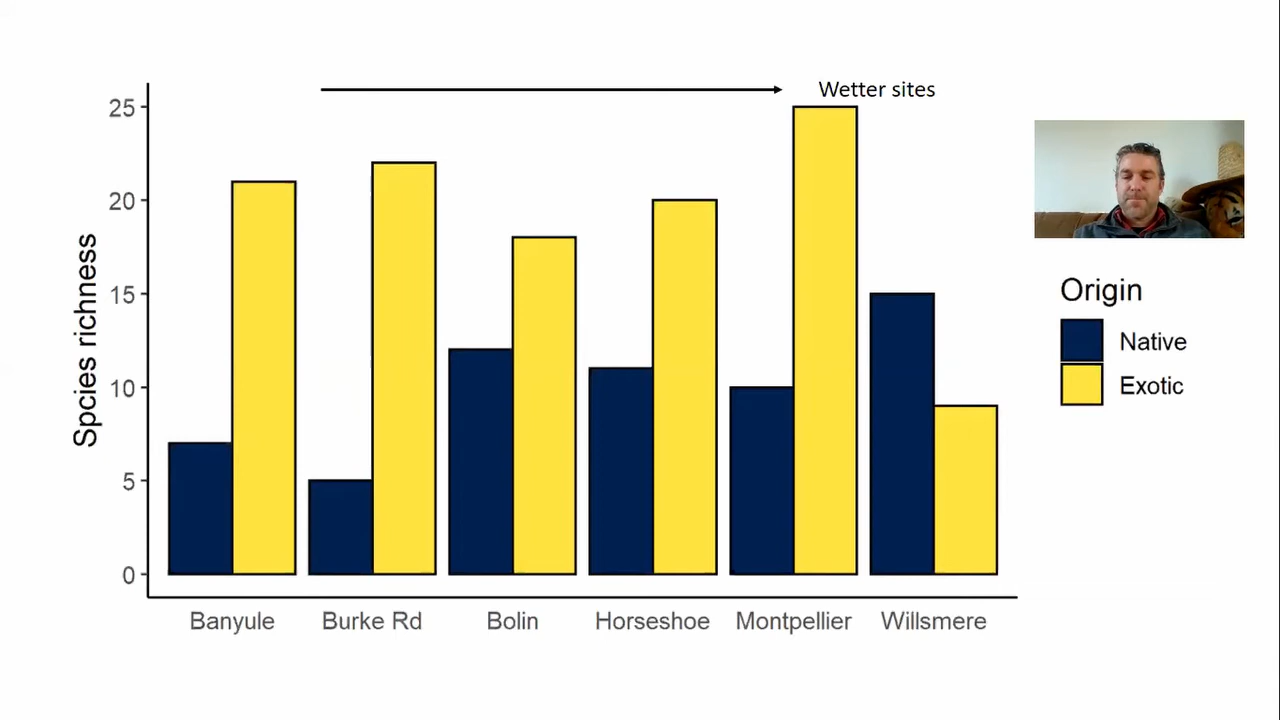 Wetter sites
25
20
15
10
5
0
Spcies richness
Banyule Burke Rd Bolin Horseshoe Montpellier Willsmere
Origin
Native
Exotic